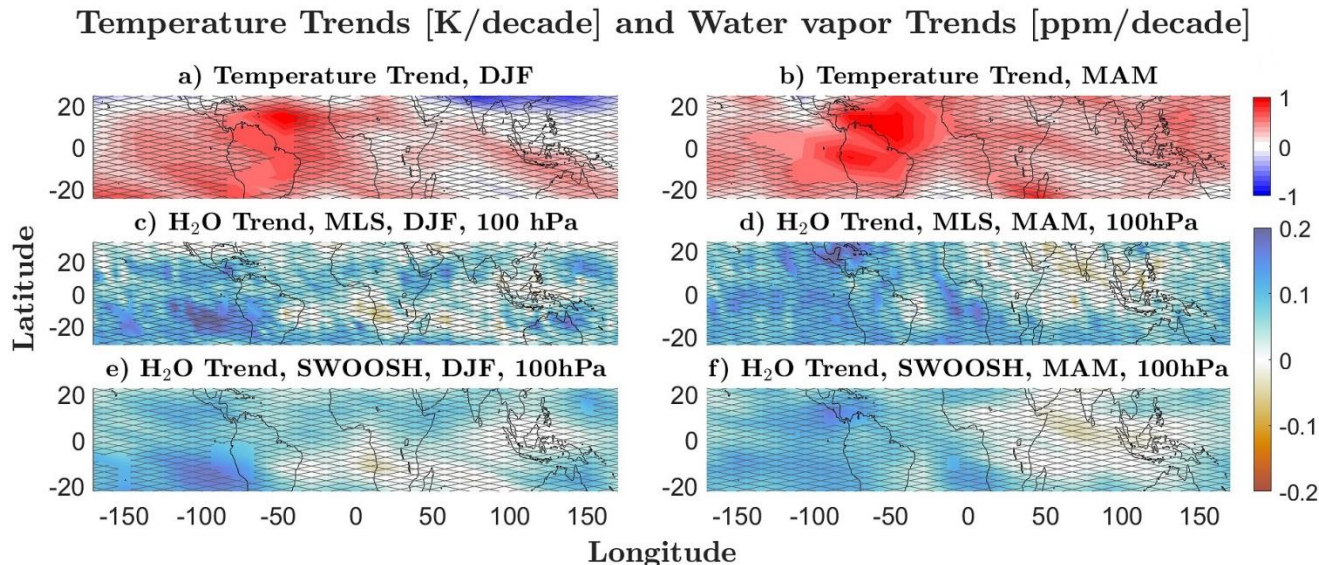 Temperature Trends [K/decade] and Water vapor Trends [ppm/decade]
a) Temperature Trend, DJF
b) Temperature Trend, MAM
20
0
-20
20
0
-20
1
0
-1
c) H₂O Trend, MLS, DJF, 100 hPa
d) H₂O Trend, MLS, MAM, 100hPa
20
0
-20
20
0
-20
e) H₂O Trend, SWOOSH, DJF, 100hPa
f) H₂O Trend, SWOOSH, MAM, 100hPa
20
0
-20
20
0
-20
0.2
0.1
0
-0.1
-0.2
Latitude
-150 -100 -50 0 50 100 150
-150 -100 -50 0 50 100 150
Longitude